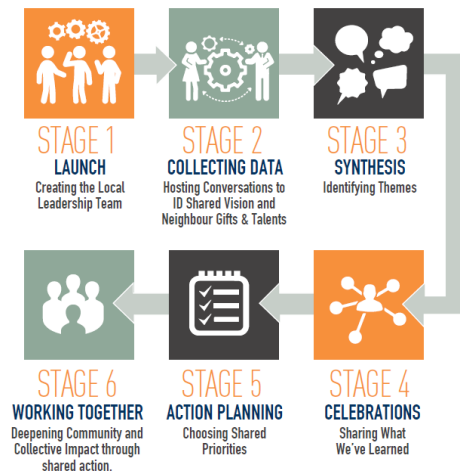 STAGE 1
LAUNCH
Creating the Local
Leadership Team
STAGE 2
COLLECTING DATA
Hosting Conversations to
ID Shared Vision and
Neighbour Gifts & Talents
STAGE 3
SYNTHESIS
Identifying Themes
STAGE 4
CELEBRATIONS
Sharing What
We've Learned
STAGE 5
ACTION PLANNING
Choosing Shared
Priorities
STAGE 6
WORKING TOGETHER
Deepening Community and
Collective Impact through
shared action.